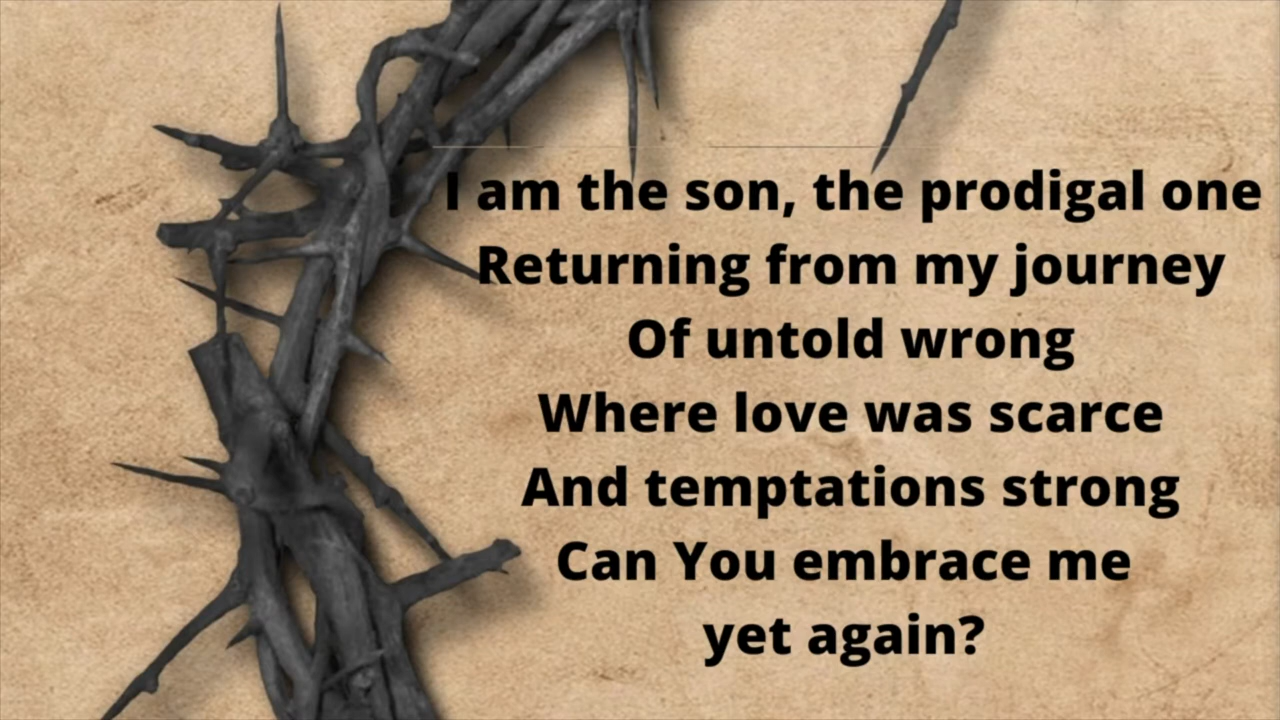 I am the son, the prodigal one
Returning from my journey
Of untold wrong
Where love was scarce
And temptations strong
Can You embrace me
yet again?